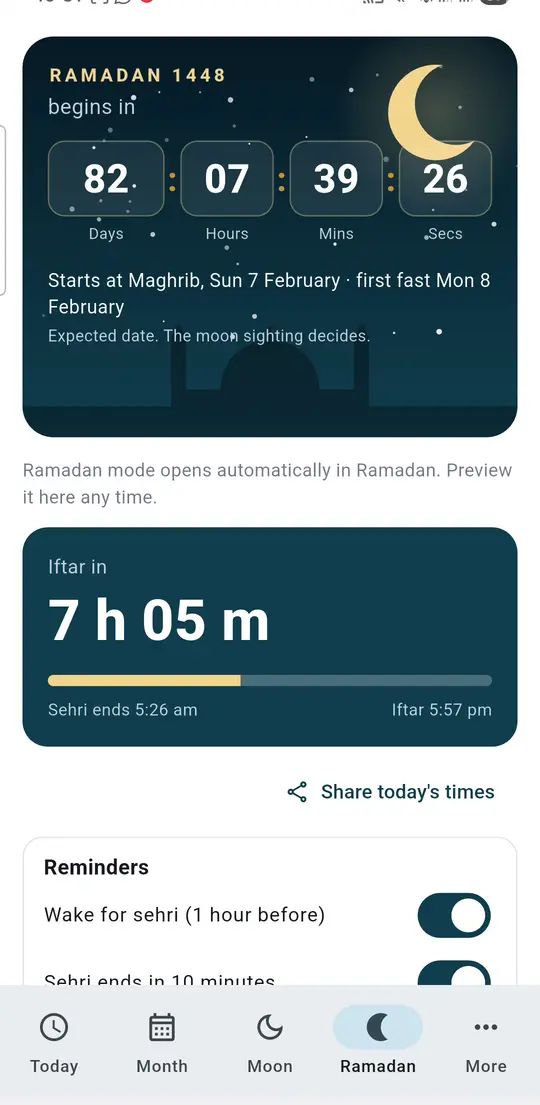 RAMADAN 1448
begins in
82 : 07 : 39 : 26
Days Hours Mins Secs
Starts at Maghrib, Sun 7 February · first fast Mon 8
February
Expected date. The moon sighting decides.
Ramadan mode opens automatically in Ramadan. Preview
it here any time.
Iftar in
7 h 05 m
Sehri ends 5:26 am Iftar 5:57 pm
Share today's times
Reminders
Wake for sehri (1 hour before)
Sehri ends in 10 minutes
Today Month Moon Ramadan More